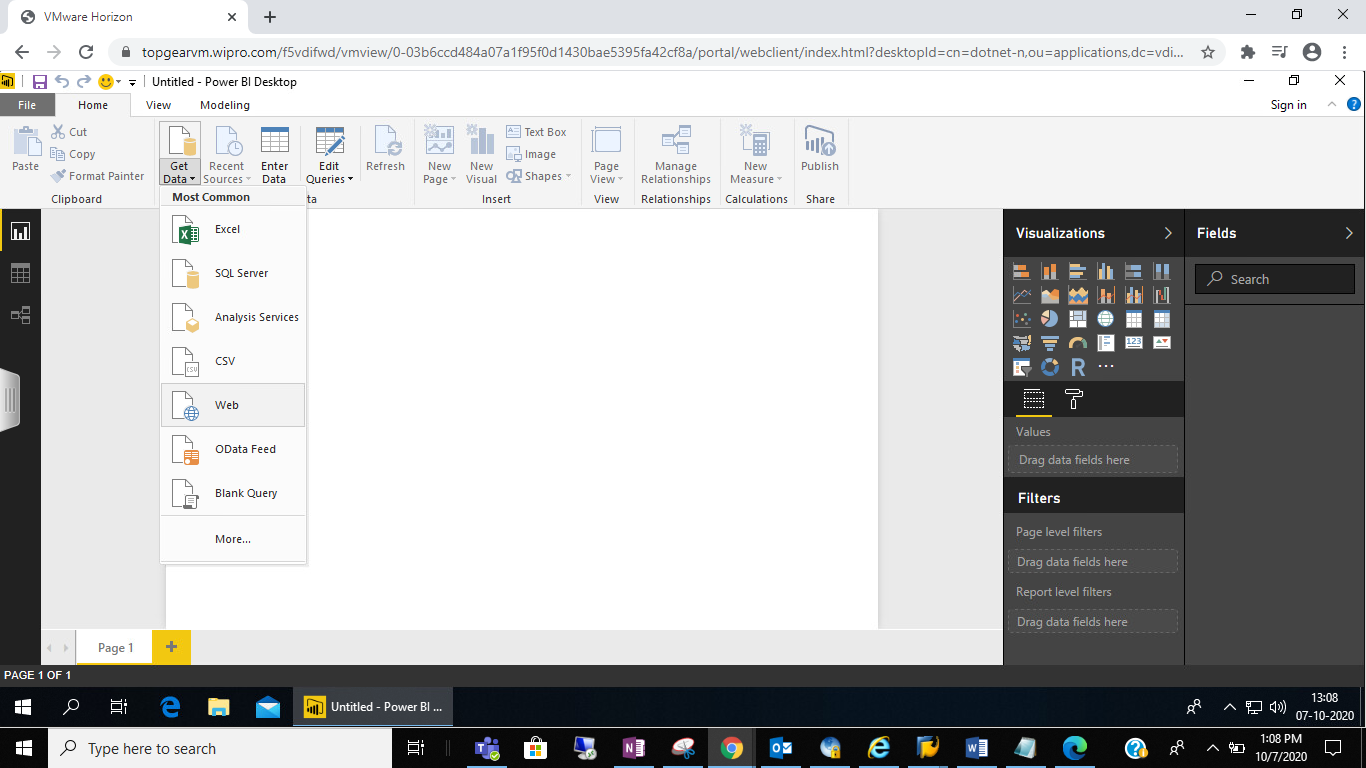 VMware Horizon
topgearvm.wipro.com/f5vdifwd/vmview/0-03b6ccd484a07a1f95f0d1430bae5395fa42cf8a/portal/webclient/index.html?desktopId=cn=dotnet-n,ou=applications,dc=vdi...
Untitled - Power BI Desktop
File Home View Modeling Sign in ?
Paste
Cut
Copy
Format Painter
Clipboard
Get Data
Recent Sources
Enter Data
Edit Queries
Refresh
ta
New Page
New Visual
Text Box
Image
Shapes
Insert
Page View
View
Manage Relationships
Relationships
New Measure
Calculations
Publish
Share
Most Common
Excel
SQL Server
Analysis Services
CSV
Web
OData Feed
Blank Query
More...
Visualizations
123
R
Values
Drag data fields here
Filters
Page level filters
Drag data fields here
Report level filters
Drag data fields here
Fields
Search
Page 1 +
PAGE 1 OF 1
Untitled - Power BI ...
13:08
07-10-2020
Type here to search
1:08 PM
10/7/2020